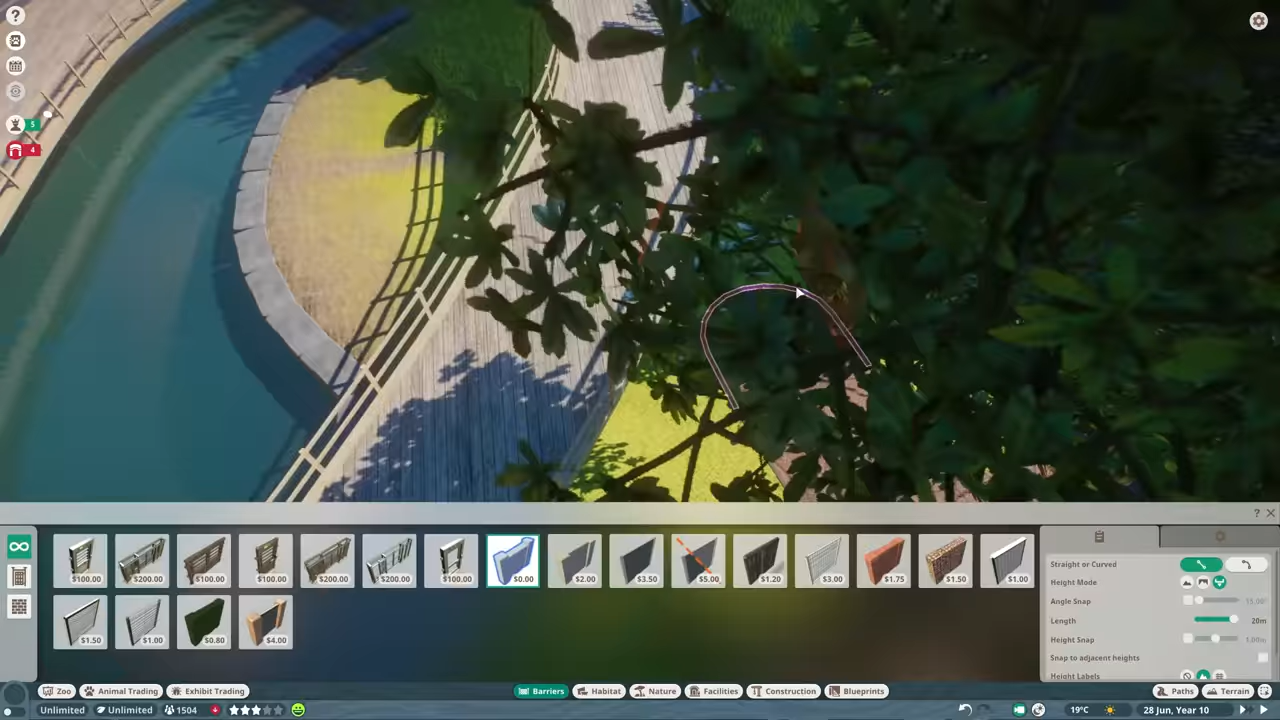 ?
5
4
? ×
$100.00 $200.00 $100.00 $100.00 $200.00 $200.00 $100.00 $0.00 $2.00 $3.50 $5.00 $1.20 $3.00 $1.75 $1.50 $1.00
$1.50 $1.00 $0.80 $4.00
Straight or Curved
Height Mode
Angle Snap 15.00°
Length 20m
Height Snap 1.00m
Snap to adjacent heights
Height Labels
Zoo Animal Trading Exhibit Trading Barriers Habitat Nature Facilities Construction Blueprints Paths Terrain
Unlimited Unlimited 1504 19°C 28 Jun, Year 10